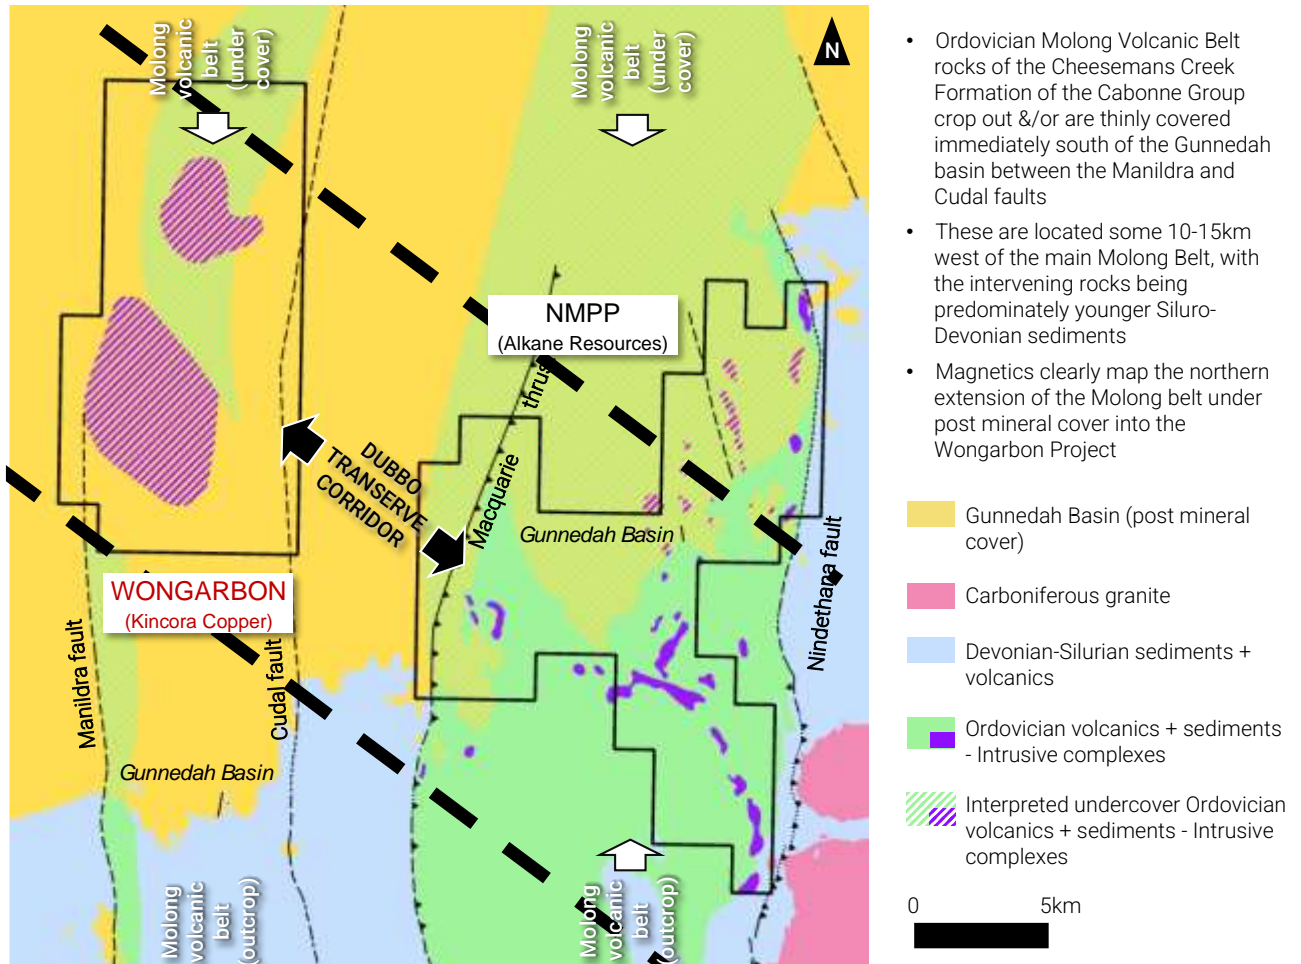 Molong
volcanic
belt
(under
cover)
Molong
volcanic
belt
(under
cover)
N
NMPP
(Alkane Resources)
thrust
Macquarie
DUBBO
TRANSERVE
CORRIDOR
Gunnedah Basin
WONGARBON
(Kincora Copper)
Manildra fault
Cudal fault
Nindethana fault
Gunnedah Basin
Molong
volcanic
belt
(outcrop)
Molong
volcanic
belt
(outcrop)
• Ordovician Molong Volcanic Belt
rocks of the Cheesemans Creek
Formation of the Cabonne Group
crop out &/or are thinly covered
immediately south of the Gunnedah
basin between the Manildra and
Cudal faults
• These are located some 10-15km
west of the main Molong Belt, with
the intervening rocks being
predominately younger Siluro-
Devonian sediments
• Magnetics clearly map the northern
extension of the Molong belt under
post mineral cover into the
Wongarbon Project
Gunnedah Basin (post mineral
cover)
Carboniferous granite
Devonian-Silurian sediments +
volcanics
Ordovician volcanics + sediments
- Intrusive complexes
Interpreted undercover Ordovician
volcanics + sediments - Intrusive
complexes
0 5km